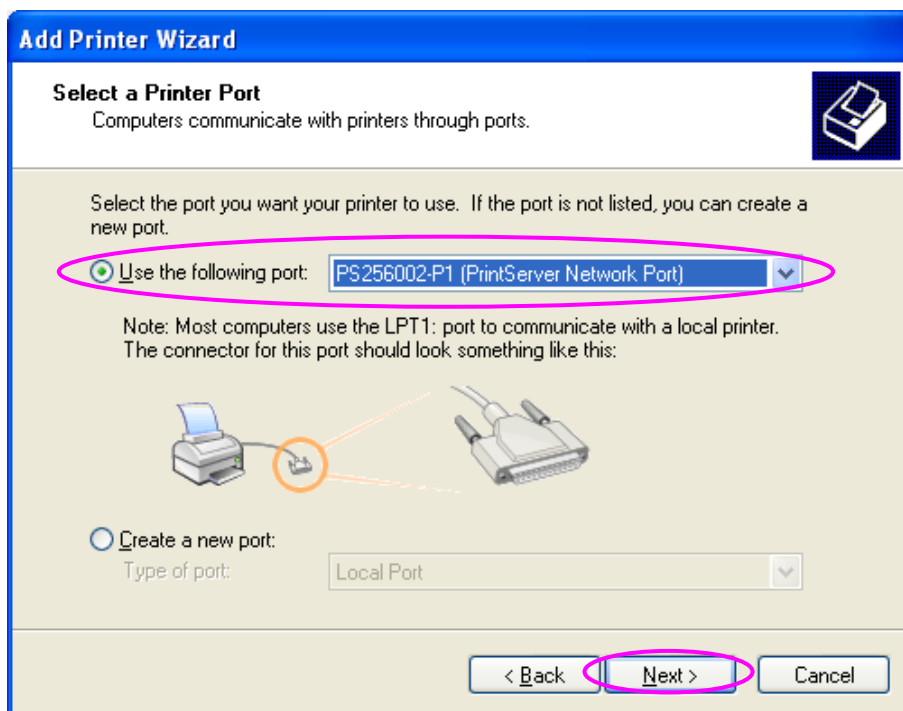 Add Printer Wizard
Select a Printer Port
Computers communicate with printers through ports.
Select the port you want your printer to use. If the port is not listed, you can create a
new port.
Use the following port: PS256002-P1 (PrintServer Network Port)
Note: Most computers use the LPT1: port to communicate with a local printer.
The connector for this port should look something like this:
Create a new port:
Type of port: Local Port
< Back Next > Cancel